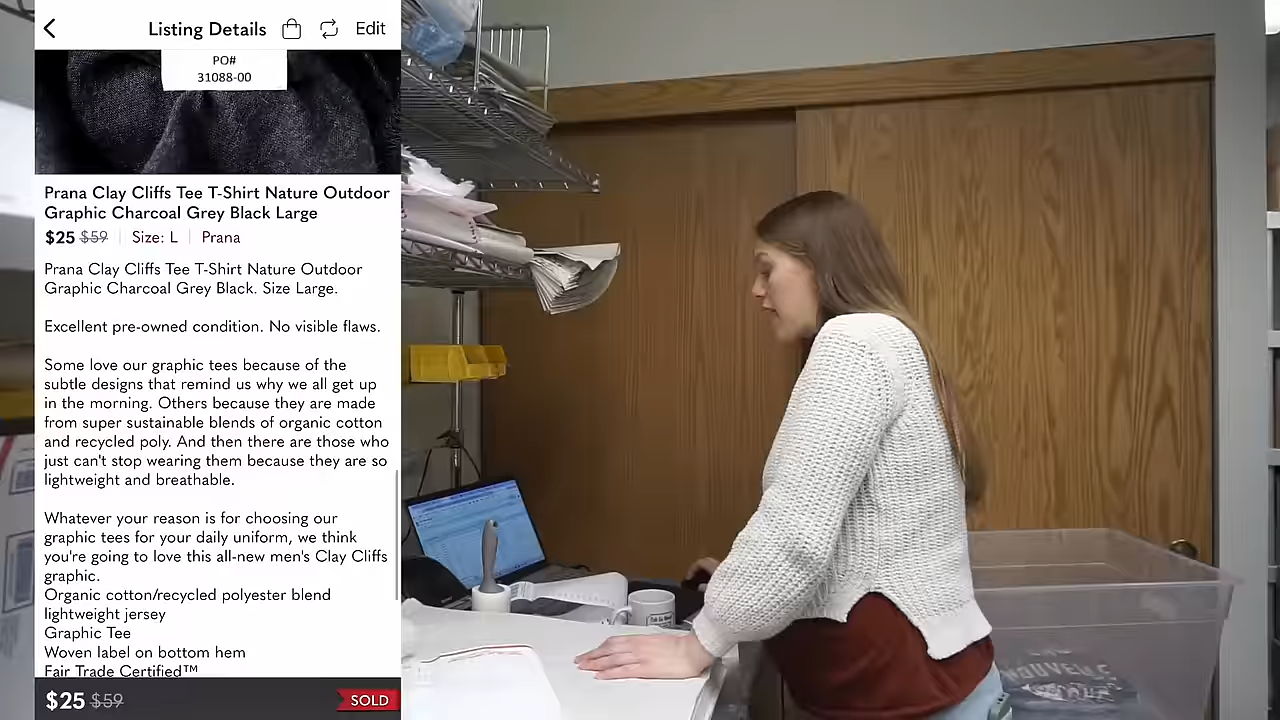 Listing Details
Edit
PO#
31088-00
Prana Clay Cliffs Tee T-Shirt Nature Outdoor
Graphic Charcoal Grey Black Large
$25 $59 Size: L Prana
Prana Clay Cliffs Tee T-Shirt Nature Outdoor
Graphic Charcoal Grey Black. Size Large.
Excellent pre-owned condition. No visible flaws.
Some love our graphic tees because of the
subtle designs that remind us why we all get up
in the morning. Others because they are made
from super sustainable blends of organic cotton
and recycled poly. And then there are those who
just can't stop wearing them because they are so
lightweight and breathable.
Whatever your reason is for choosing our
graphic tees for your daily uniform, we think
you're going to love this all-new men's Clay Cliffs
graphic.
Organic cotton/recycled polyester blend
lightweight jersey
Graphic Tee
Woven label on bottom hem
Fair Trade Certified™
$25 $59
SOLD